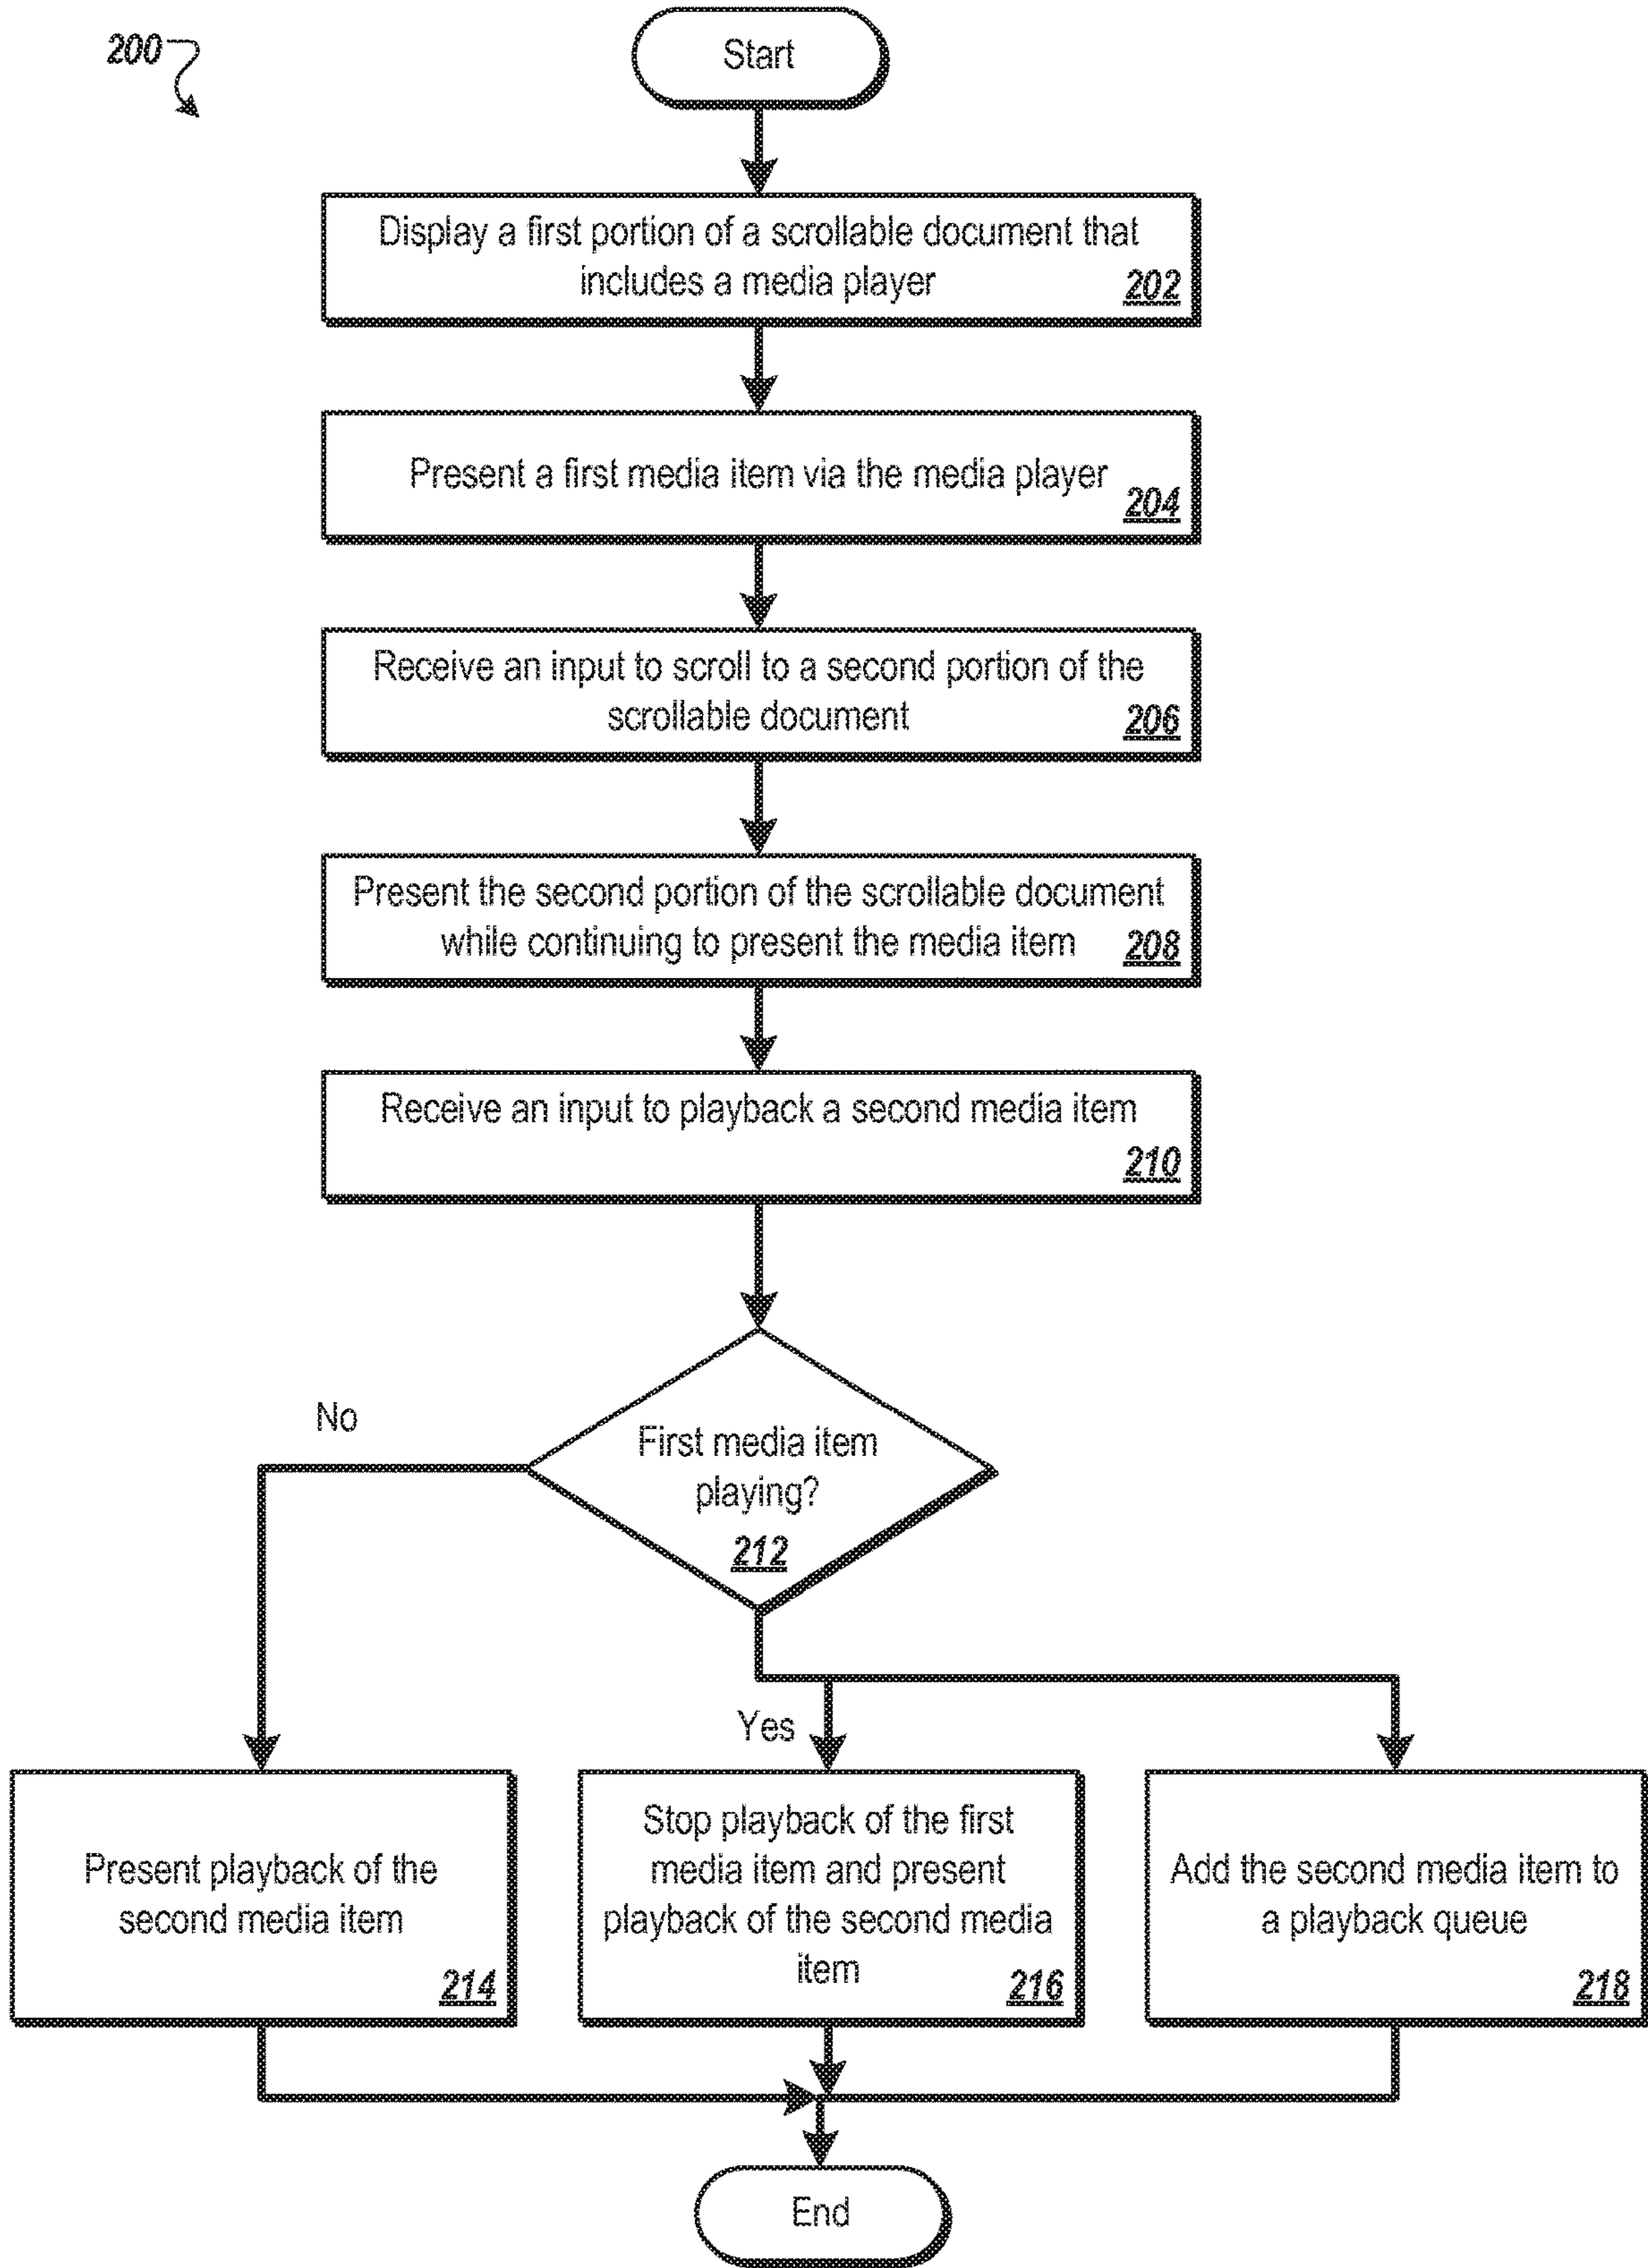 200
Start
Display a first portion of a scrollable document that
includes a media player
202
Present a first media item via the media player
204
Receive an input to scroll to a second portion of the
scrollable document
206
Present the second portion of the scrollable document
while continuing to present the media item
208
Receive an input to playback a second media item
210
No
First media item
playing?
212
Yes
Present playback of the
second media item
214
Stop playback of the first
media item and present
playback of the second media
item
216
Add the second media item to
a playback queue
218
End